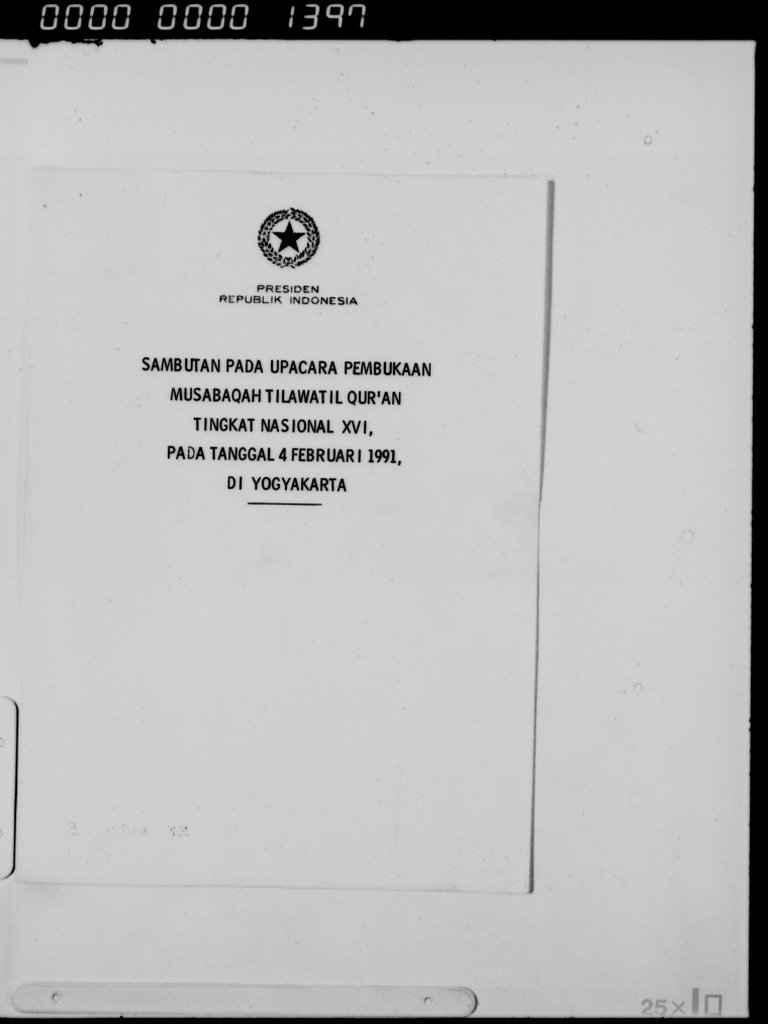 0000 0000 1397
PRESIDEN
REPUBLIK INDONESIA
SAMBUTAN PADA UPACARA PEMBUKAAN
MUSABAQAH TILAWATIL QUR'AN
TINGKAT NASIONAL XVI,
PADA TANGGAL 4 FEBRUARI 1991,
DI YOGYAKARTA
25×